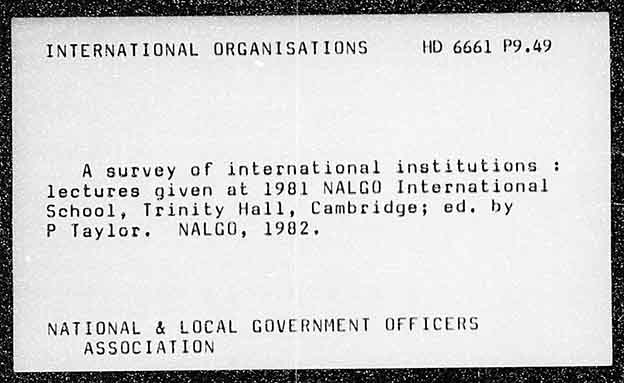 INTERNATIONAL ORGANISATIONS HD 6661 P9.49
A survey of international institutions :
lectures given at 1981 NALGO International
School, Trinity Hall, Cambridge; ed. by
P Taylor. NALGO, 1982.
NATIONAL & LOCAL GOVERNMENT OFFICERS
ASSOCIATION